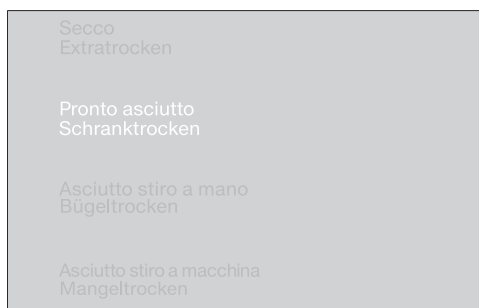 Secco
Extratrocken
Pronto asciutto
Schranktrocken
Asciutto stiro a mano
Bügeltrocken
Asciutto stiro a macchina
Mangeltrocken